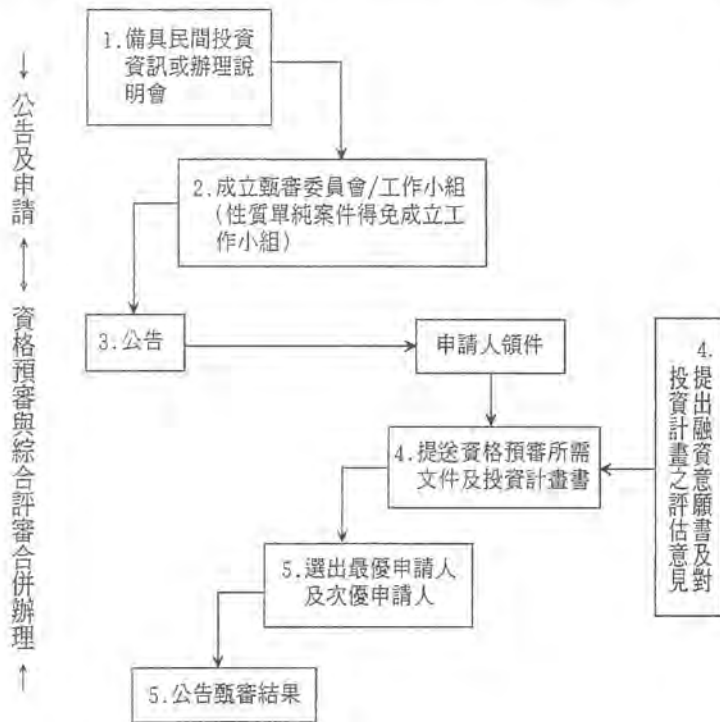 1.備具民間投資
資訊或辦理說
明會
2.成立甄審委員會/工作小組
(性質單純案件得免成立工
作小組)
3.公告
申請人領件
4.提送資格預審所需
文件及投資計畫書
4.提出融資意願書及對
投資計畫之評估意見
5.選出最優申請人
及次優申請人
5.公告甄審結果
公告及申請
資格預審與綜合評審合併辦理